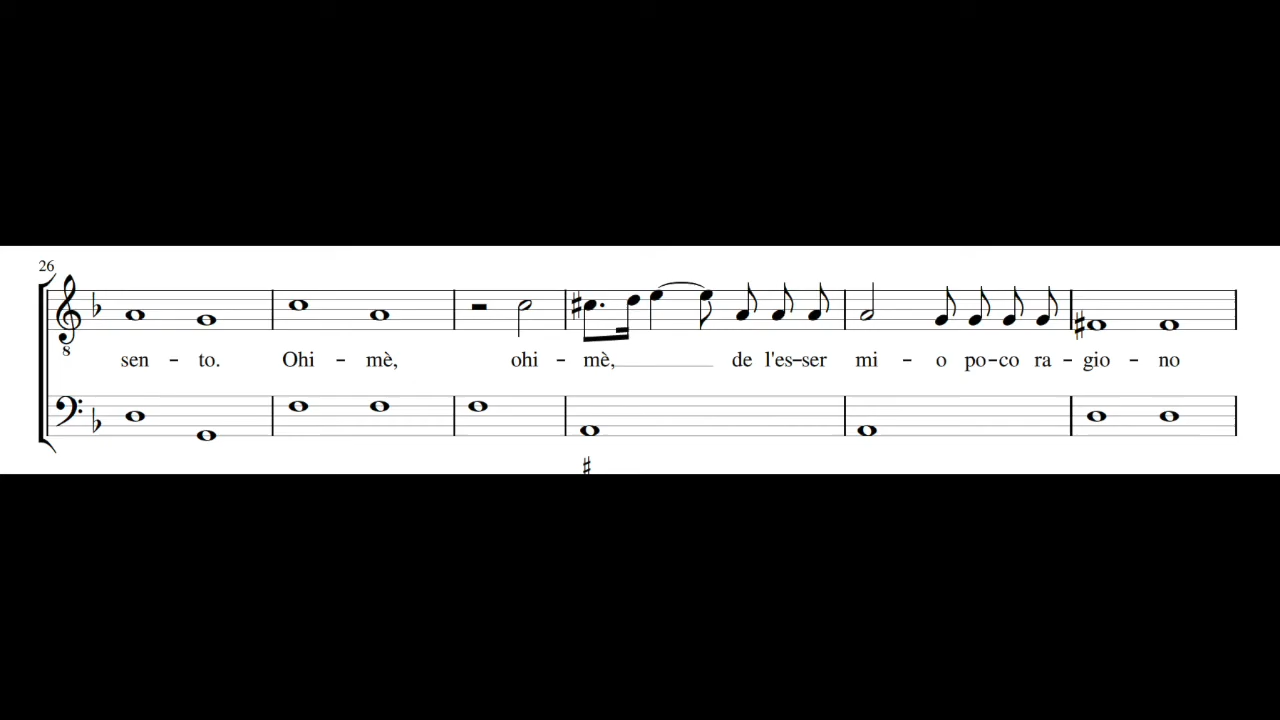 26
8
sen - to. Ohi - mè, ohi - mè, de l'es-ser mi - o po-co ra - gio - no